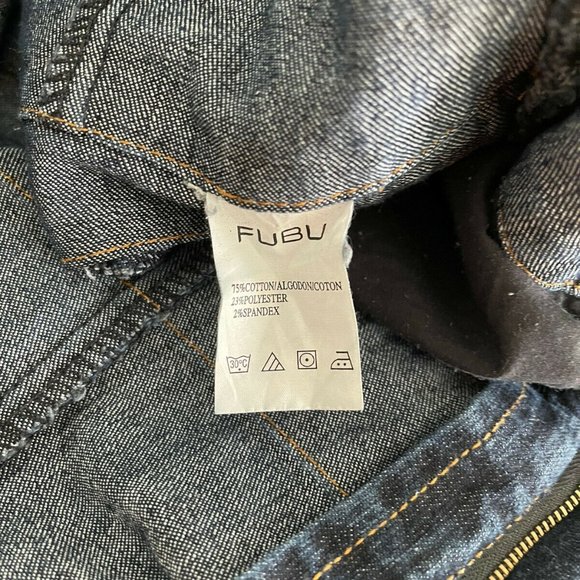 FUBU
75%COTTON/ALGODON/COTON
23%POLYESTER
2%SPANDEX
30°C